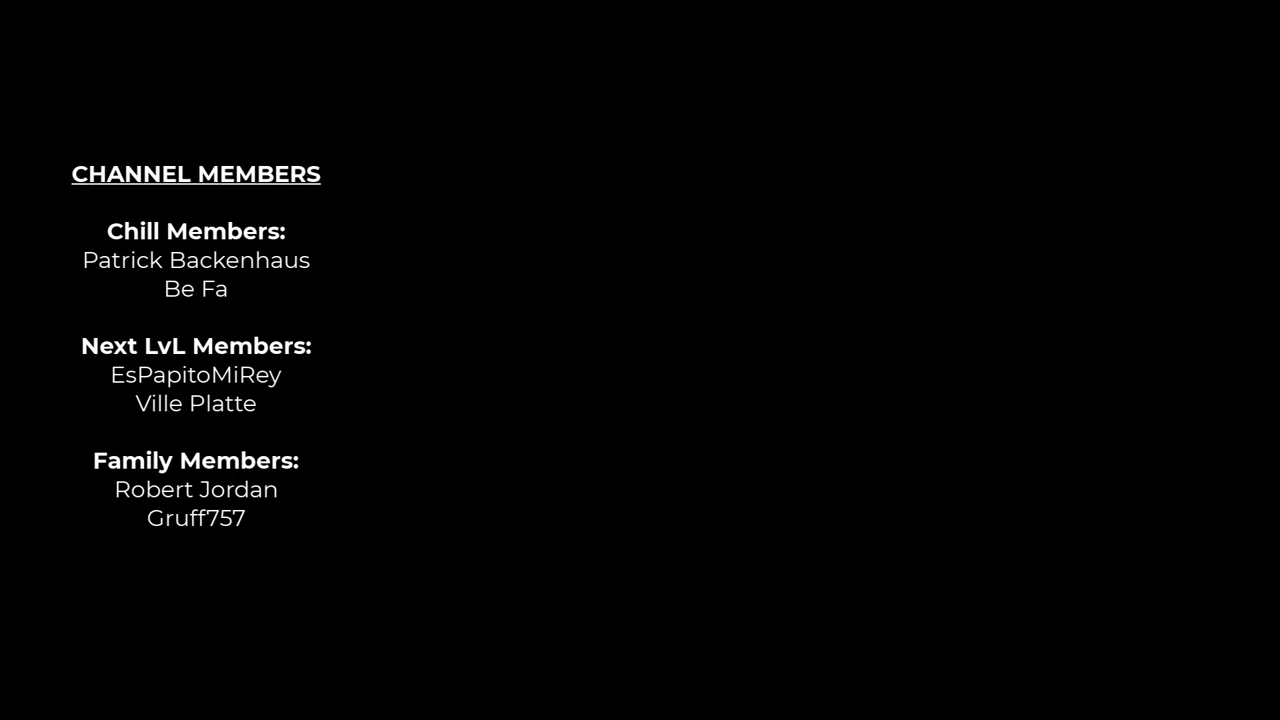 CHANNEL MEMBERS
Chill Members:
Patrick Backenhaus
Be Fa
Next LvL Members:
EsPapitoMiRey
Ville Platte
Family Members:
Robert Jordan
Gruff757